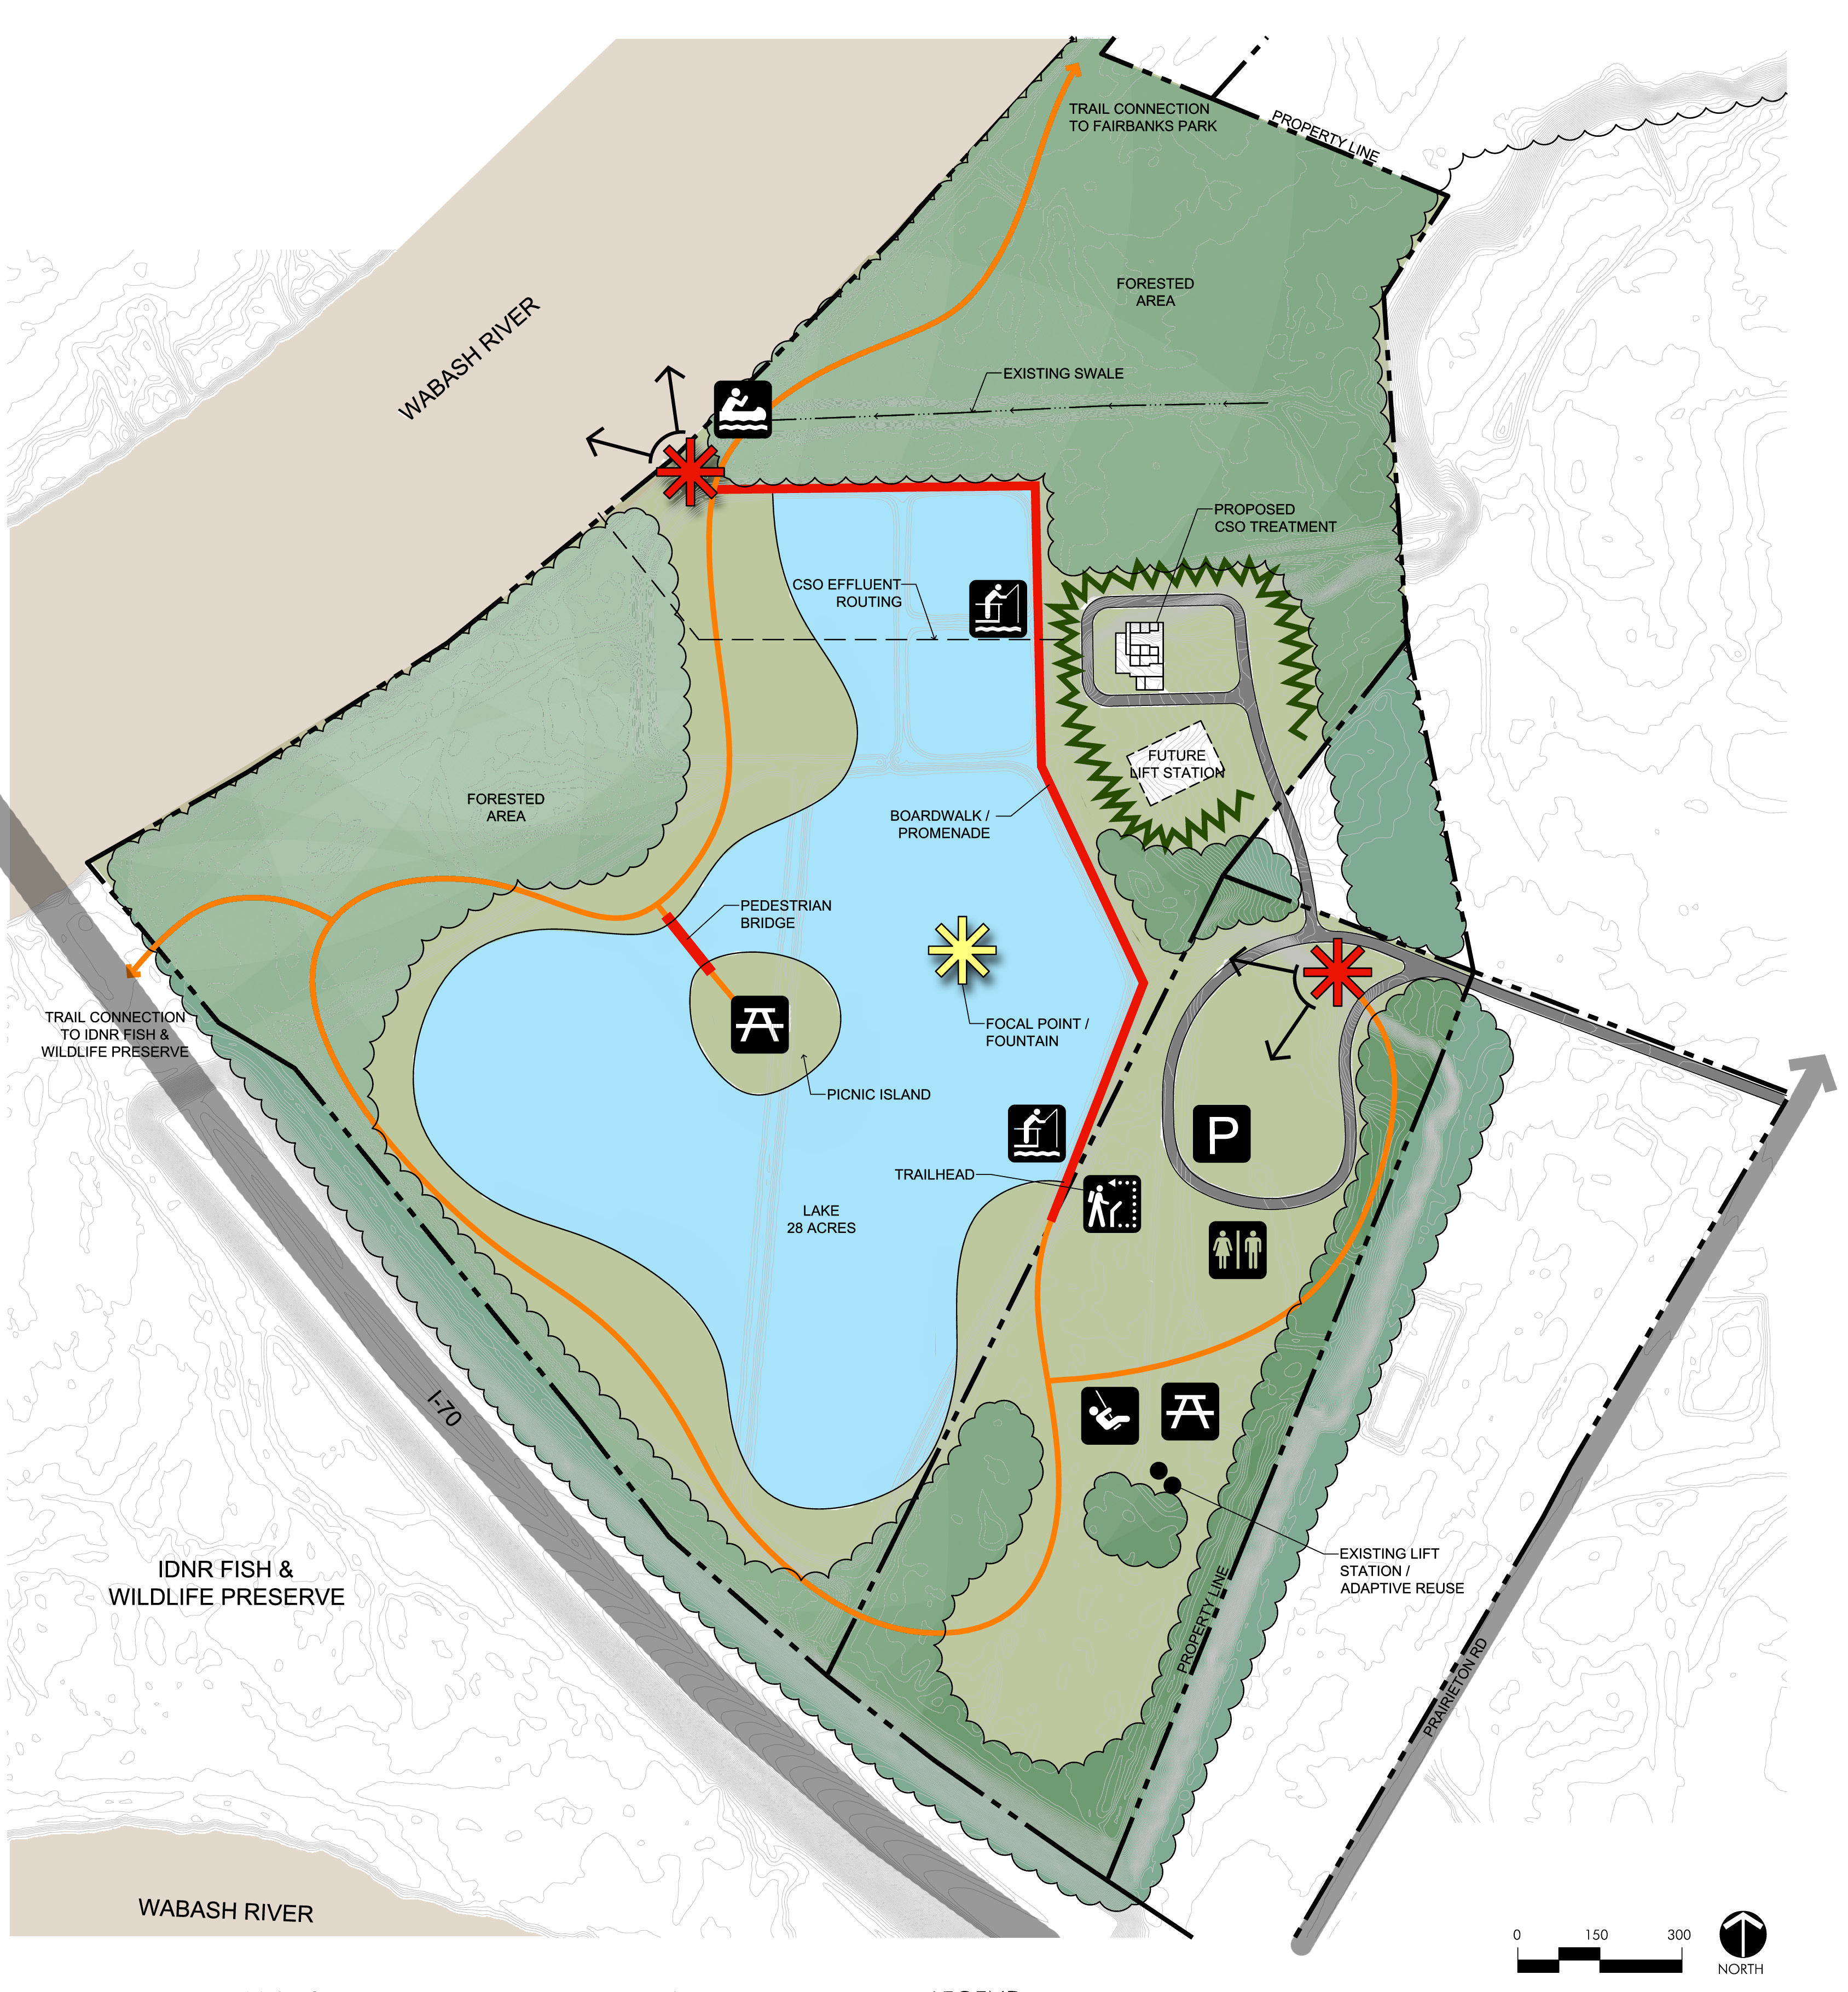 TRAIL CONNECTION
TO FAIRBANKS PARK
PROPERTY LINE
FORESTED
AREA
WABASH RIVER
EXISTING SWALE
PROPOSED
CSO TREATMENT
CSO EFFLUENT
ROUTING
FUTURE
LIFT STATION
FORESTED
AREA
BOARDWALK /
PROMENADE
PEDESTRIAN
BRIDGE
TRAIL CONNECTION
TO IDNR FISH &
WILDLIFE PRESERVE
FOCAL POINT /
FOUNTAIN
PICNIC ISLAND
P
TRAILHEAD
LAKE
28 ACRES
I-70
IDNR FISH &
WILDLIFE PRESERVE
EXISTING LIFT
STATION /
ADAPTIVE REUSE
PROPERTY LINE
PRAIRIETON RD
WABASH RIVER
0 150 300
NORTH